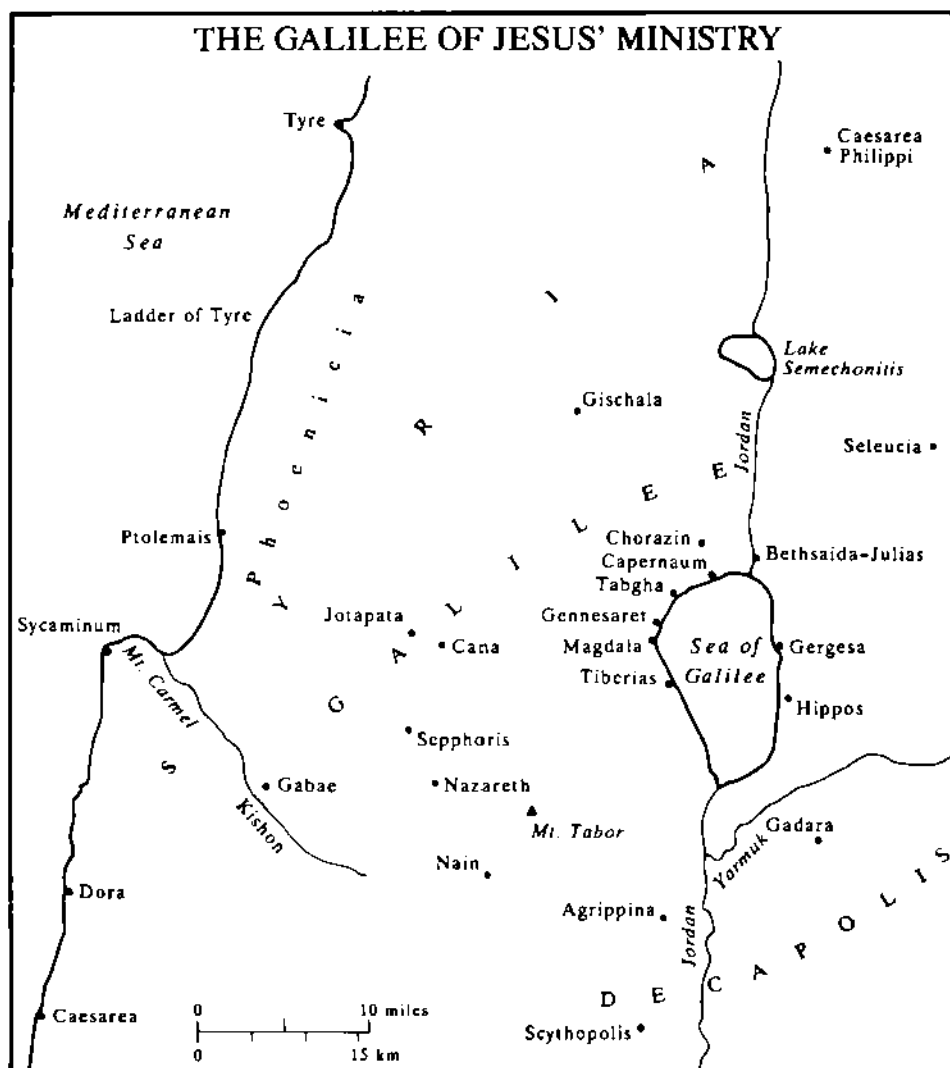 THE GALILEE OF JESUS' MINISTRY
Tyre
Caesarea
Philippi
Mediterranean
Sea
Ladder of Tyre
Phoenicia
SYRIA
Lake
Semechonitis
Gischala
Jordan
Seleucia
GALILEE
Ptolemais
Chorazin
Capernaum
Bethsaida-Julias
Tabgha
Gennesaret
Jotapata
Sycaminum
Cana
Magdala
Sea of
Galilee
Gergesa
Mt. Carmel
Tiberias
Hippos
Sepphoris
Gabae
Nazareth
Kishon
Mt. Tabor
Gadara
Yarmuk
Nain
Dora
Agrippina
Jordan
DECAPOLIS
Caesarea
0 10 miles
0 15 km
Scythopolis